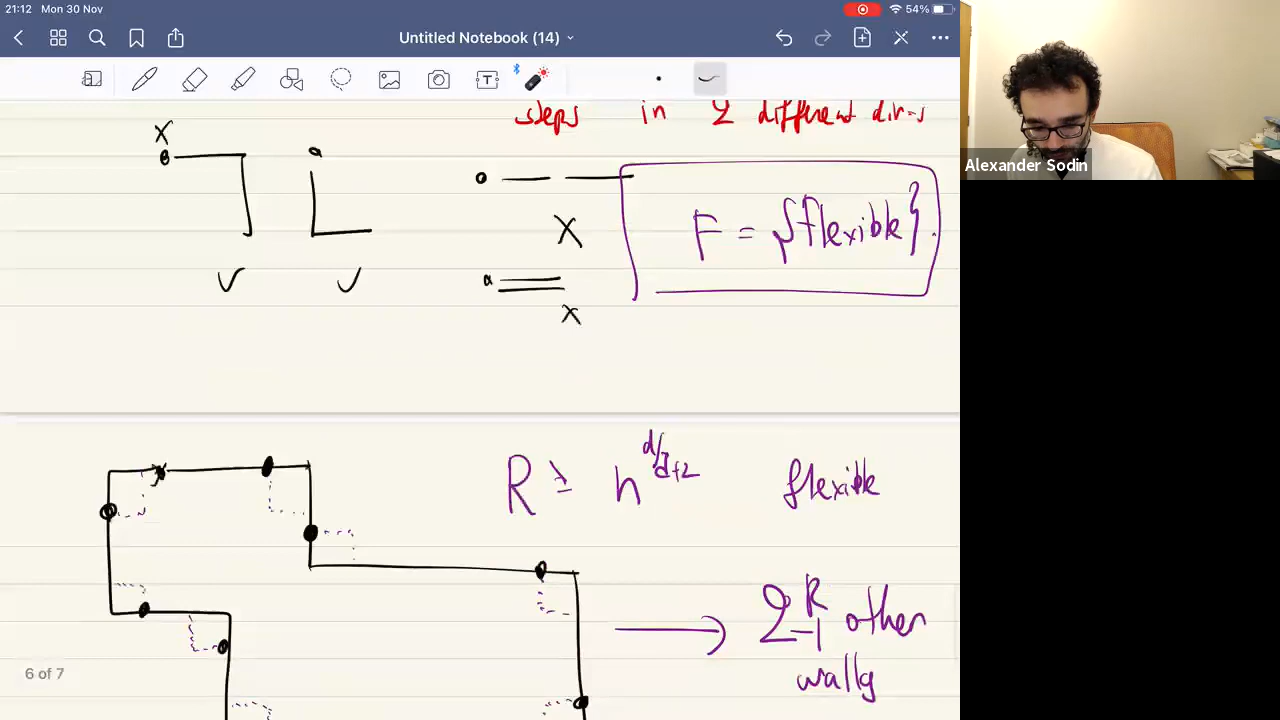 21:12 Mon 30 Nov
54%
Untitled Notebook (14)
Alexander Sodin
steps in 2 different dir-s
X
F = {flexible}.
X
X
R ≥ n^{d/d+2} flexible
→ 2^R -1 other
walks
6 of 7